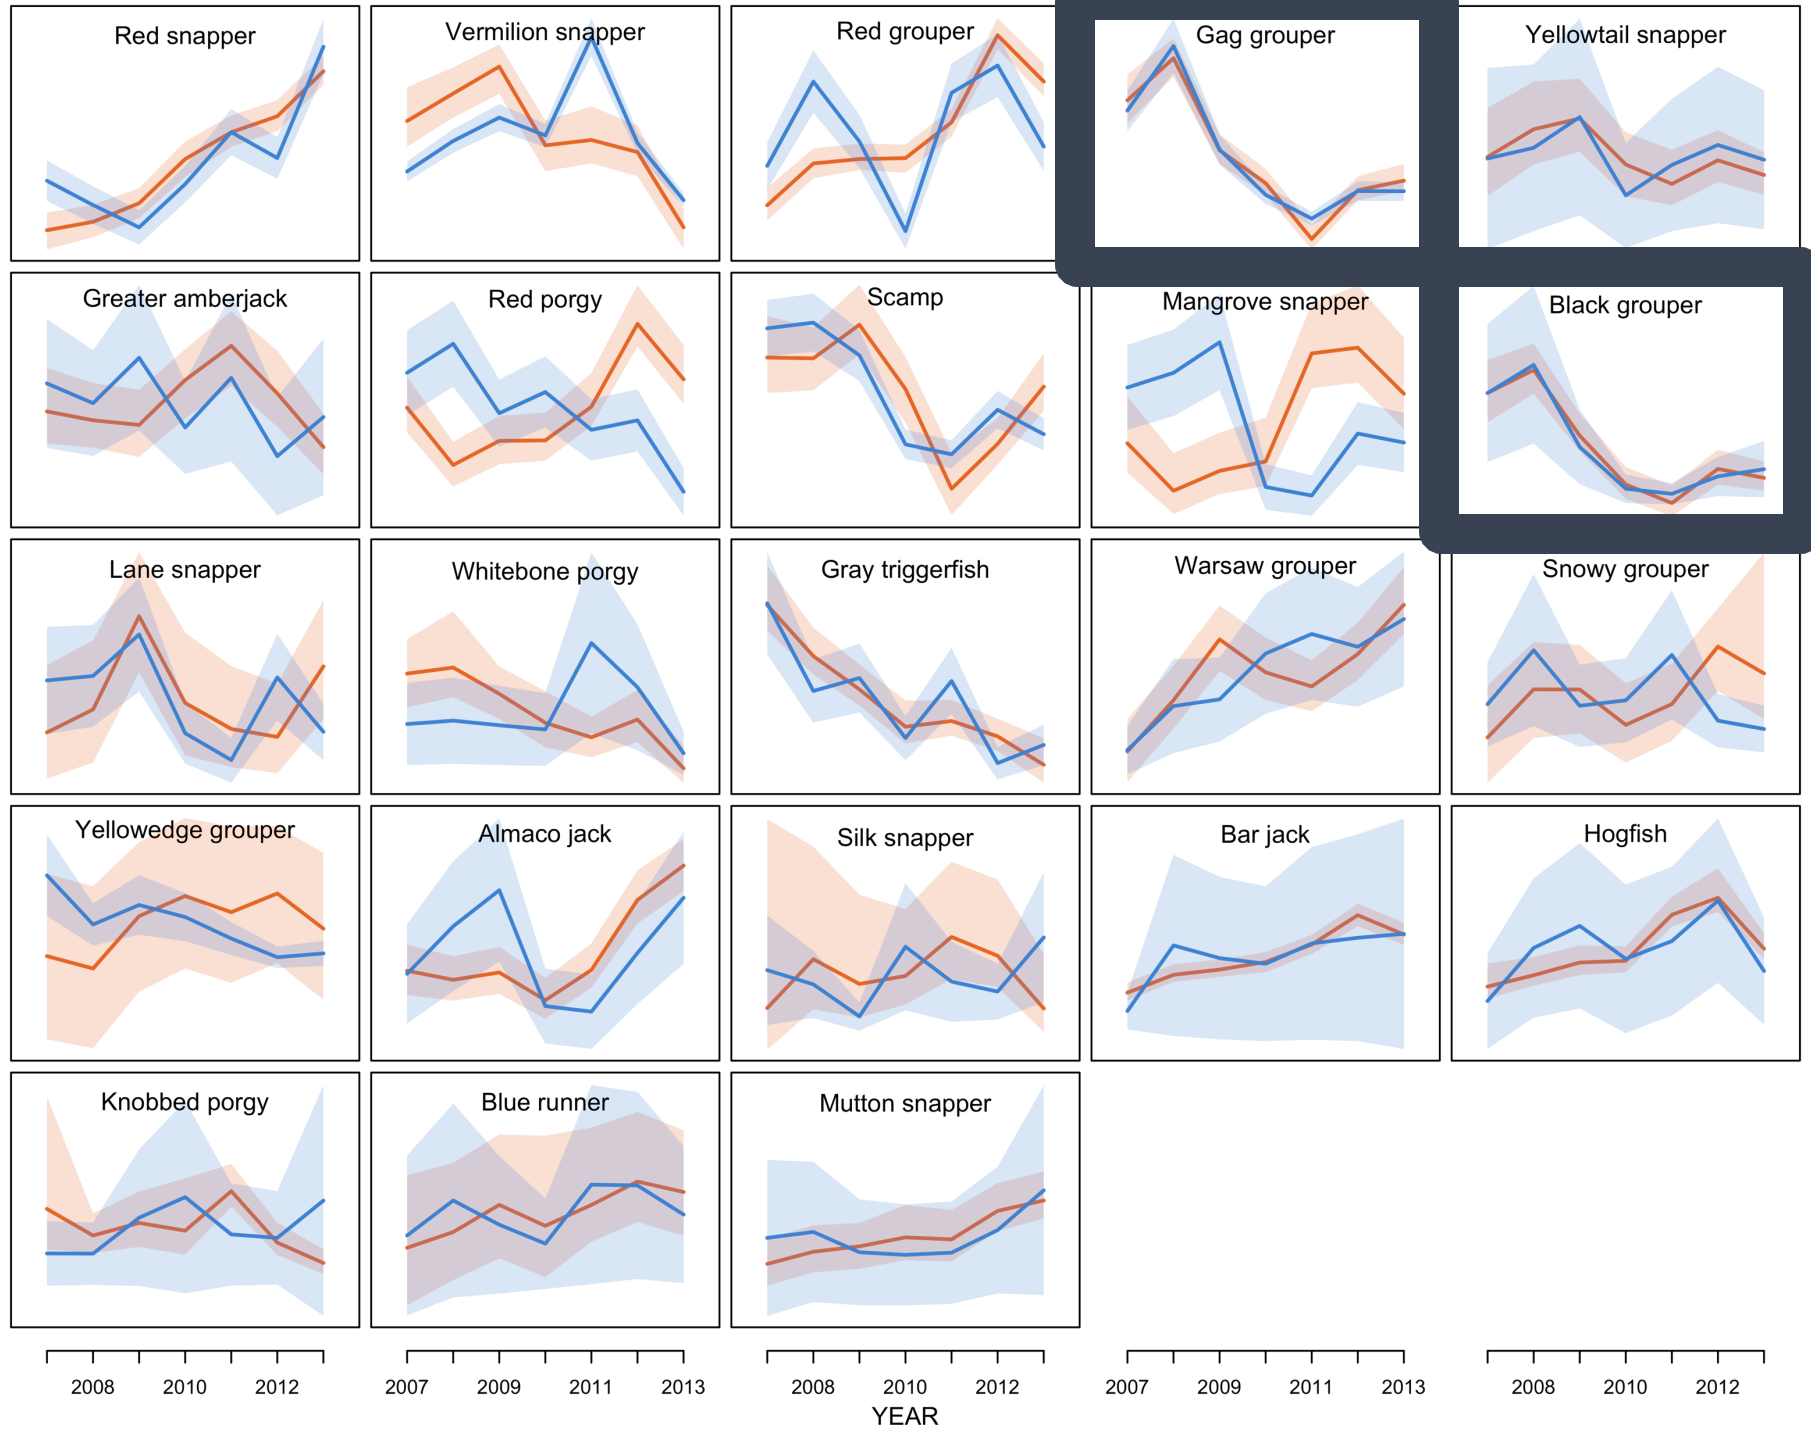 Red snapper
Vermilion snapper
Red grouper
Gag grouper
Yellowtail snapper
Greater amberjack
Red porgy
Scamp
Mangrove snapper
Black grouper
Lane snapper
Whitebone porgy
Gray triggerfish
Warsaw grouper
Snowy grouper
Yellowedge grouper
Almaco jack
Silk snapper
Bar jack
Hogfish
Knobbed porgy
Blue runner
Mutton snapper
2008 2010 2012 2007 2009 2011 2013 2008 2010 2012 2007 2009 2011 2013 2008 2010 2012
YEAR